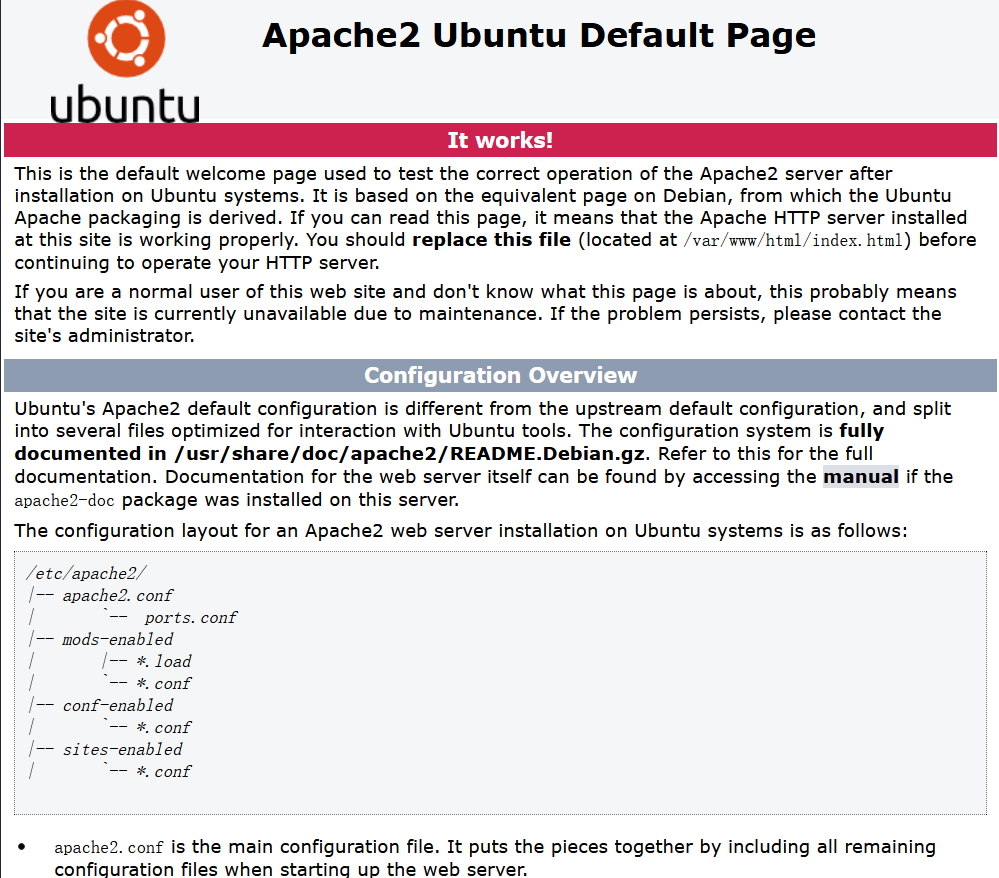 ubuntu
Apache2 Ubuntu Default Page
It works!
This is the default welcome page used to test the correct operation of the Apache2 server after
installation on Ubuntu systems. It is based on the equivalent page on Debian, from which the Ubuntu
Apache packaging is derived. If you can read this page, it means that the Apache HTTP server installed
at this site is working properly. You should replace this file (located at /var/www/html/index.html) before
continuing to operate your HTTP server.
If you are a normal user of this web site and don't know what this page is about, this probably means
that the site is currently unavailable due to maintenance. If the problem persists, please contact the
site's administrator.
Configuration Overview
Ubuntu's Apache2 default configuration is different from the upstream default configuration, and split
into several files optimized for interaction with Ubuntu tools. The configuration system is fully
documented in /usr/share/doc/apache2/README.Debian.gz. Refer to this for the full
documentation. Documentation for the web server itself can be found by accessing the manual if the
apache2-doc package was installed on this server.
The configuration layout for an Apache2 web server installation on Ubuntu systems is as follows:
/etc/apache2/
|-- apache2.conf
|       `--  ports.conf
|-- mods-enabled
|       |-- *.load
|       `-- *.conf
|-- conf-enabled
|       `-- *.conf
|-- sites-enabled
|       `-- *.conf
• apache2.conf is the main configuration file. It puts the pieces together by including all remaining
configuration files when starting up the web server.